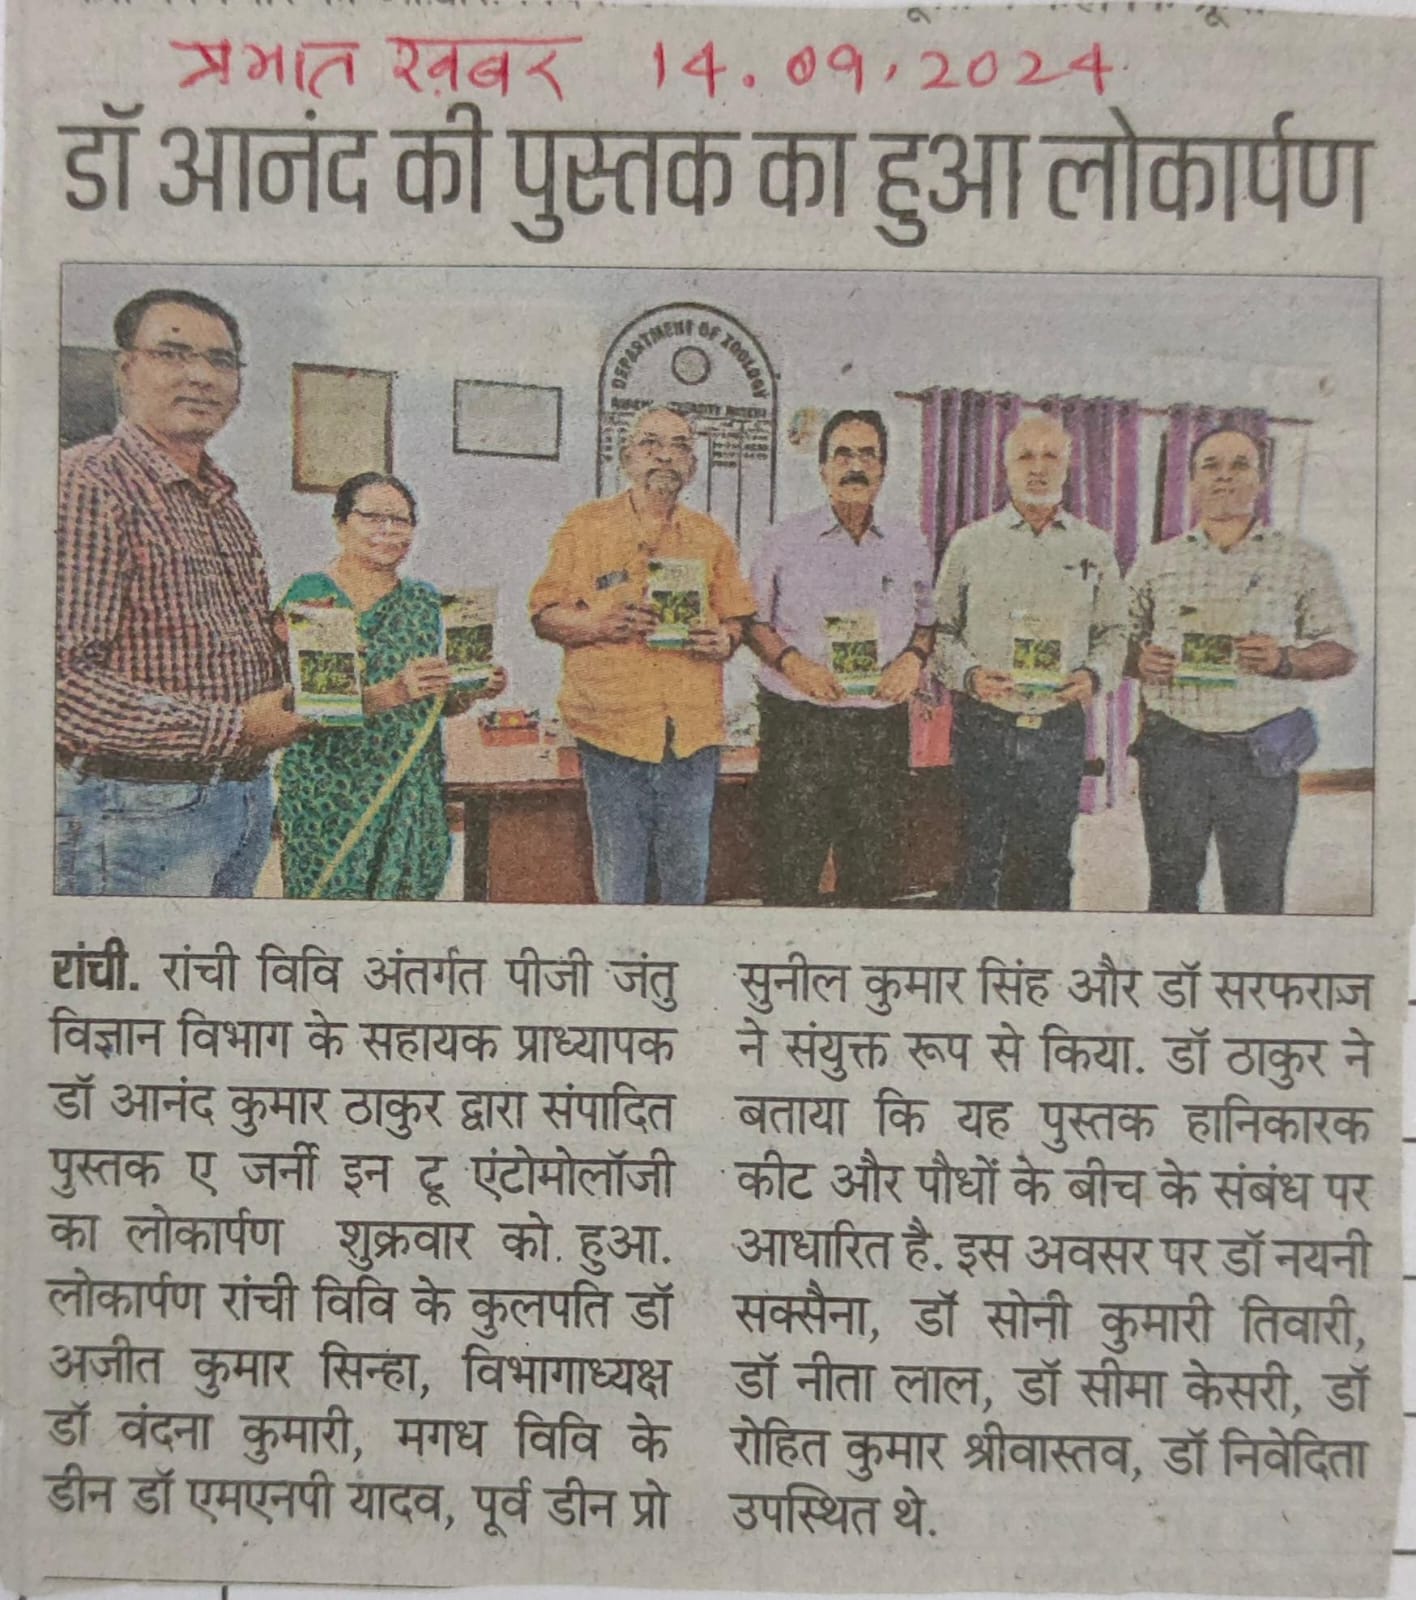 प्रभात ख़बर 14.09.2024
डॉ आनंद की पुस्तक का हुआ लोकार्पण
DEPARTMENT OF ZOOLOGY
रांची. रांची विवि अंतर्गत पीजी जंतु
विज्ञान विभाग के सहायक प्राध्यापक
डॉ आनंद कुमार ठाकुर द्वारा संपादित
पुस्तक ए जर्नी इन टू एंटोमोलॉजी
का लोकार्पण शुक्रवार को हुआ.
लोकार्पण रांची विवि के कुलपति डॉ
अजीत कुमार सिन्हा, विभागाध्यक्ष
डॉ वंदना कुमारी, मगध विवि के
डीन डॉ एमएनपी यादव, पूर्व डीन प्रो
सुनील कुमार सिंह और डॉ सरफराज
ने संयुक्त रूप से किया. डॉ ठाकुर ने
बताया कि यह पुस्तक हानिकारक
कीट और पौधों के बीच के संबंध पर
आधारित है. इस अवसर पर डॉ नयनी
सक्सैना, डॉ सोनी कुमारी तिवारी,
डॉ नीता लाल, डॉ सीमा केसरी, डॉ
रोहित कुमार श्रीवास्तव, डॉ निवेदिता
उपस्थित थे.